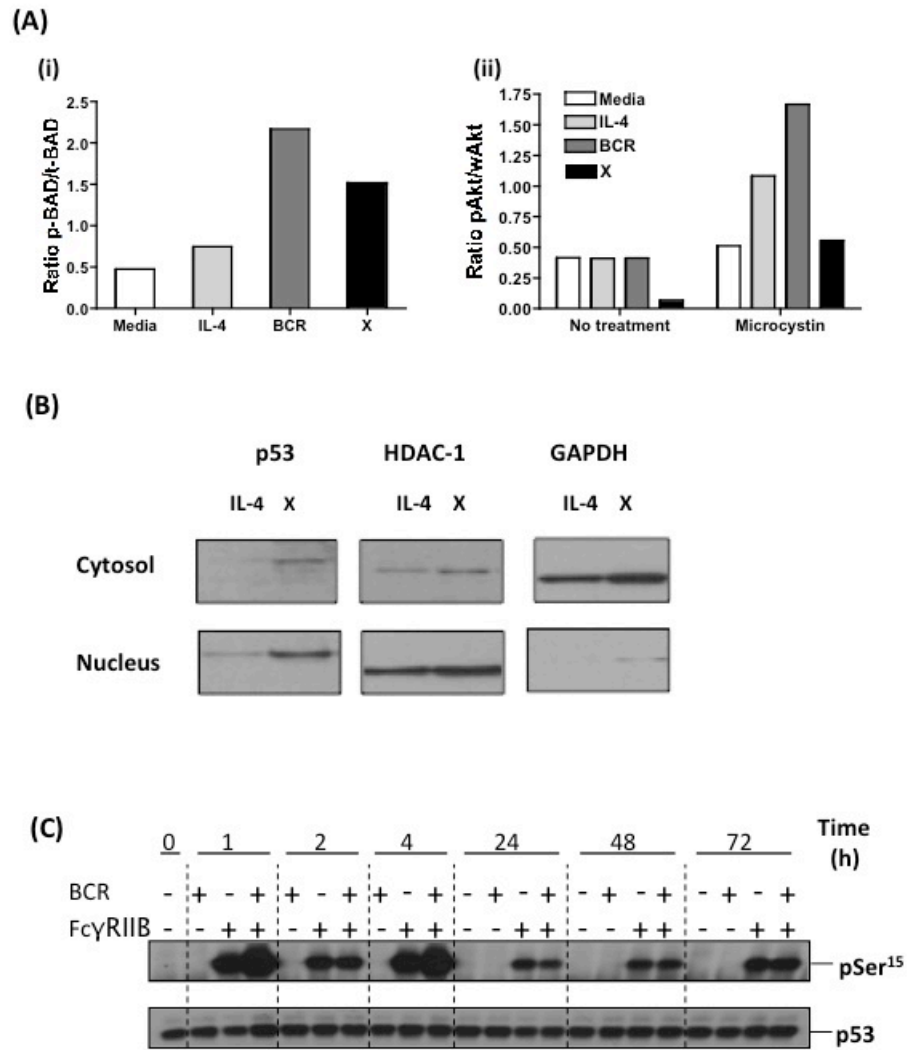 (A)
(i)
Ratio p-BAD/t-BAD
2.5
2.0
1.5
1.0
0.5
0.0
Media IL-4 BCR X
(ii)
Ratio pAkt/wAkt
1.75
1.50
1.25
1.00
0.75
0.50
0.25
0.00
Media
IL-4
BCR
X
No treatment Microcystin
(B)
p53 HDAC-1 GAPDH
IL-4 X IL-4 X IL-4 X
Cytosol
Nucleus
(C)
0 1 2 4 24 48 72 Time
(h)
BCR - + - + + - + + - + - + - + - + - + - + - +
FcγRIIB - - + + - + + - + + - - + + - - + + - - + +
pSer15
p53